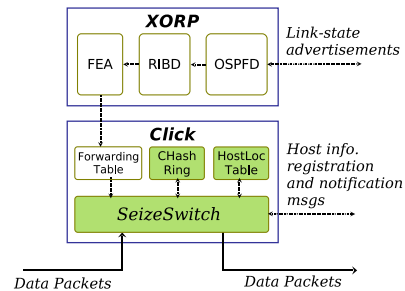 XORP
FEA
RIBD
OSPFD
Link-state
advertisements
Click
Forwarding
Table
CHash
Ring
HostLoc
Table
Host info.
registration
and notification
msgs
SeizeSwitch
Data Packets
Data Packets